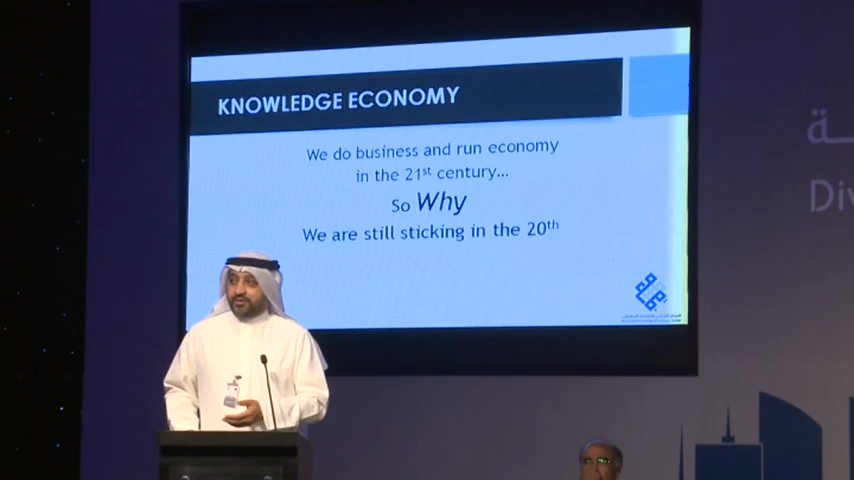 KNOWLEDGE ECONOMY
We do business and run economy
in the 21st century...
So Why
We are still sticking in the 20th
Div